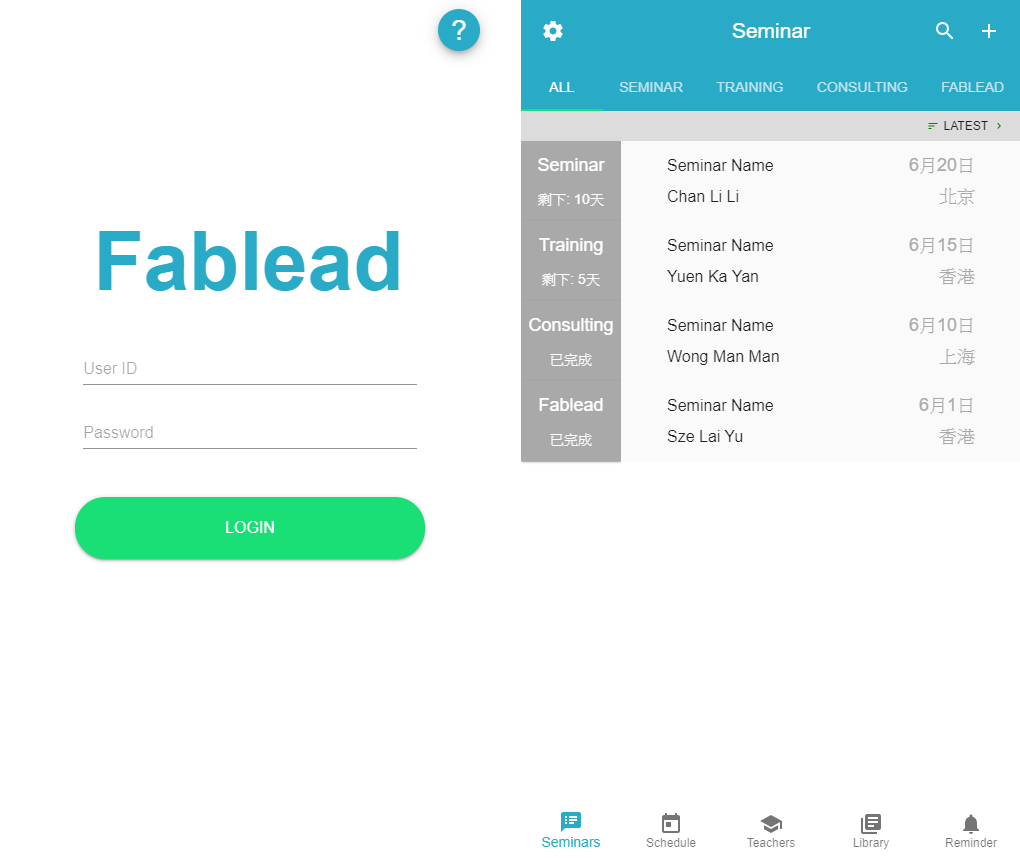 ?
Fablead
User ID
Password
LOGIN
Seminar
ALL SEMINAR TRAINING CONSULTING FABLEAD
LATEST
Seminar Seminar Name 6月20日
剩下: 10天 Chan Li Li 北京
Training Seminar Name 6月15日
剩下: 5天 Yuen Ka Yan 香港
Consulting Seminar Name 6月10日
已完成 Wong Man Man 上海
Fablead Seminar Name 6月1日
已完成 Sze Lai Yu 香港
Seminars Schedule Teachers Library Reminder